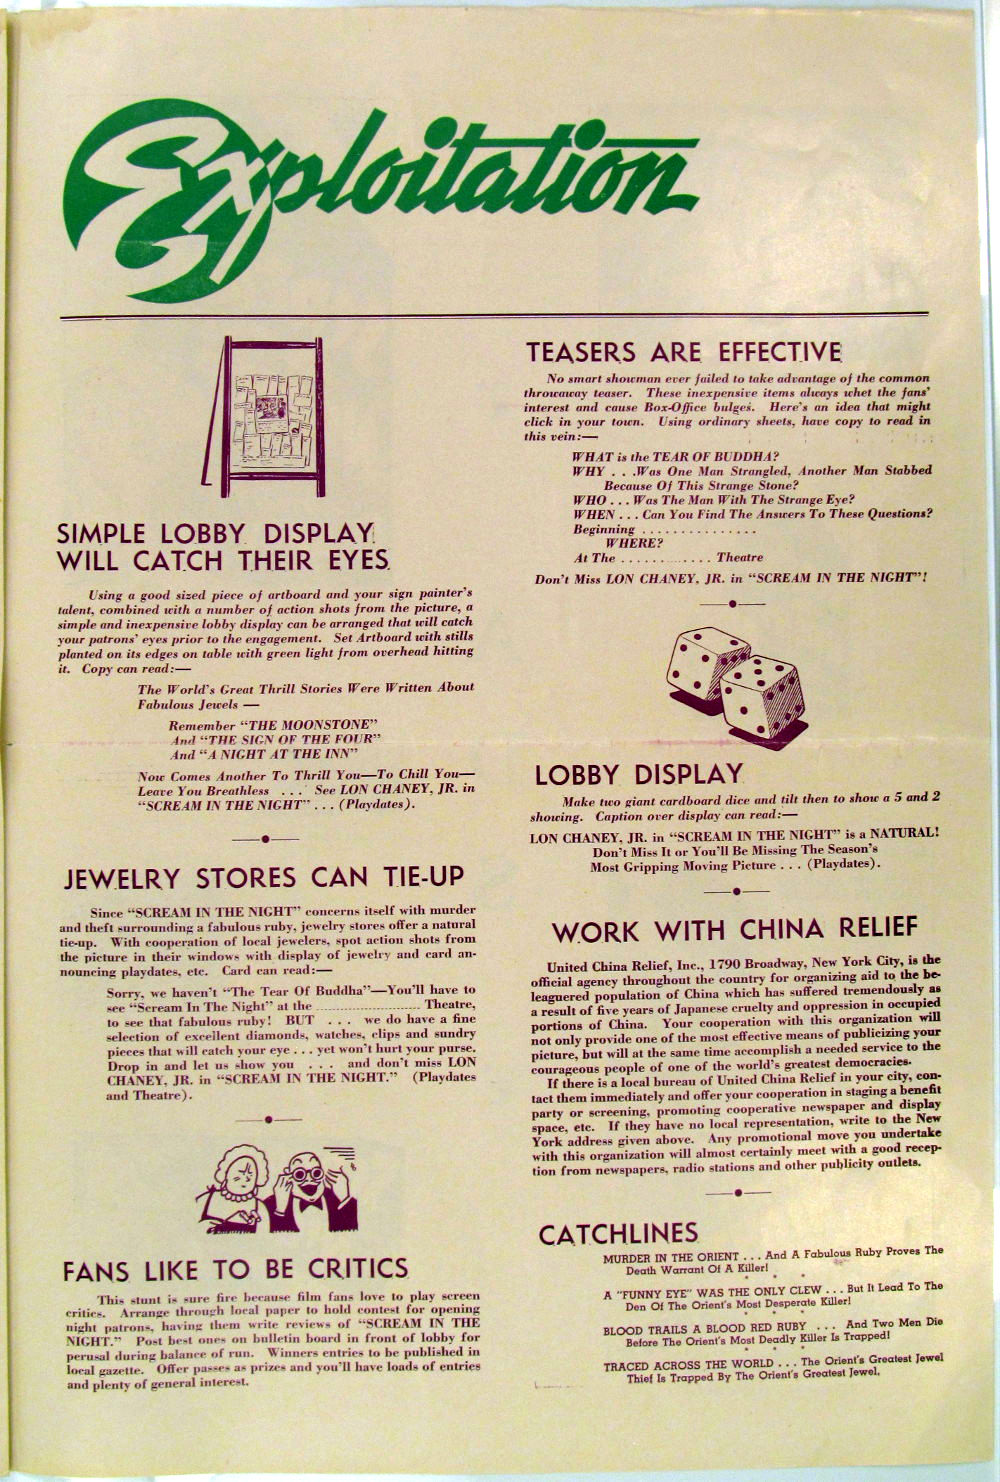 Exploitation
SIMPLE LOBBY DISPLAY
WILL CATCH THEIR EYES
Using a good sized piece of artboard and your sign painter's
talent, combined with a number of action shots from the picture, a
simple and inexpensive lobby display can be arranged that will catch
your patrons' eyes prior to the engagement. Set Artboard with stills
planted on its edges on table with green light from overhead hitting
it. Copy can read:—
The World's Great Thrill Stories Were Written About
Fabulous Jewels —
Remember "THE MOONSTONE"
And "THE SIGN OF THE FOUR"
And "A NIGHT AT THE INN"
Now Comes Another To Thrill You—To Chill You—
Leave You Breathless . . . See LON CHANEY, JR. in
"SCREAM IN THE NIGHT" . . . (Playdates).
JEWELRY STORES CAN TIE-UP
Since "SCREAM IN THE NIGHT" concerns itself with murder
and theft surrounding a fabulous ruby, jewelry stores offer a natural
tie-up. With cooperation of local jewelers, spot action shots from
the picture in their windows with display of jewelry and card an-
nouncing playdates, etc. Card can read:—
Sorry, we haven't "The Tear Of Buddha"—You'll have to
see "Scream In The Night" at the .............................. Theatre,
to see that fabulous ruby! BUT . . . we do have a fine
selection of excellent diamonds, watches, clips and sundry
pieces that will catch your eye . . . yet won't hurt your purse.
Drop in and let us show you . . . and don't miss LON
CHANEY, JR. in "SCREAM IN THE NIGHT." (Playdates
and Theatre).
FANS LIKE TO BE CRITICS
This stunt is sure fire because film fans love to play screen
critics. Arrange through local paper to hold contest for opening
night patrons, having them write reviews of "SCREAM IN THE
NIGHT." Post best ones on bulletin board in front of lobby for
perusal during balance of run. Winners entries to be published in
local gazette. Offer passes as prizes and you'll have loads of entries
and plenty of general interest.
TEASERS ARE EFFECTIVE
No smart showman ever failed to take advantage of the common
throwaway teaser. These inexpensive items always whet the fans'
interest and cause Box-Office bulges. Here's an idea that might
click in your town. Using ordinary sheets, have copy to read in
this vein:—
WHAT is the TEAR OF BUDDHA?
WHY . . .Was One Man Strangled, Another Man Stabbed
Because Of This Strange Stone?
WHO . . . Was The Man With The Strange Eye?
WHEN . . . Can You Find The Answers To These Questions?
Beginning . . . . . . . . . . . . . .
WHERE?
At The . . . . . . . . . . . . Theatre
Don't Miss LON CHANEY, JR. in "SCREAM IN THE NIGHT"!
LOBBY DISPLAY
Make two giant cardboard dice and tilt then to show a 5 and 2
showing. Caption over display can read:—
LON CHANEY, JR. in "SCREAM IN THE NIGHT" is a NATURAL!
Don't Miss It or You'll Be Missing The Season's
Most Gripping Moving Picture . . . (Playdates).
WORK WITH CHINA RELIEF
United China Relief, Inc., 1790 Broadway, New York City, is the
official agency throughout the country for organizing aid to the be-
leaguered population of China which has suffered tremendously as
a result of five years of Japanese cruelty and oppression in occupied
portions of China. Your cooperation with this organization will
not only provide one of the most effective means of publicizing your
picture, but will at the same time accomplish a needed service to the
courageous people of one of the world's greatest democracies.
If there is a local bureau of United China Relief in your city, con-
tact them immediately and offer your cooperation in staging a benefit
party or screening, promoting cooperative newspaper and display
space, etc. If they have no local representation, write to the New
York address given above. Any promotional move you undertake
with this organization will almost certainly meet with a good recep-
tion from newspapers, radio stations and other publicity outlets.
CATCHLINES
MURDER IN THE ORIENT . . . And A Fabulous Ruby Proves The
Death Warrant Of A Killer!
* * *
A "FUNNY EYE" WAS THE ONLY CLEW . . . But It Lead To The
Den Of The Orient's Most Desperate Killer!
* * *
BLOOD TRAILS A BLOOD RED RUBY . . . And Two Men Die
Before The Orient's Most Deadly Killer Is Trapped!
* * *
TRACED ACROSS THE WORLD . . . The Orient's Greatest Jewel
Thief Is Trapped By The Orient's Greatest Jewel.